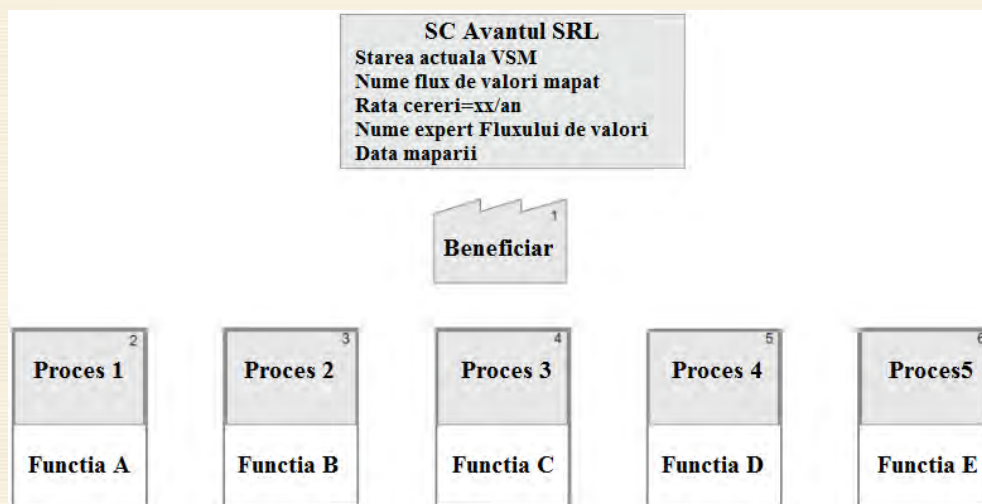 SC Avantul SRL
Starea actuala VSM
Nume flux de valori mapat
Rata cereri=xx/an
Nume expert Fluxului de valori
Data maparii
1
Beneficiar
2 3 4 5 6
Proces 1 Proces 2 Proces 3 Proces 4 Proces5
Functia A Functia B Functia C Functia D Functia E